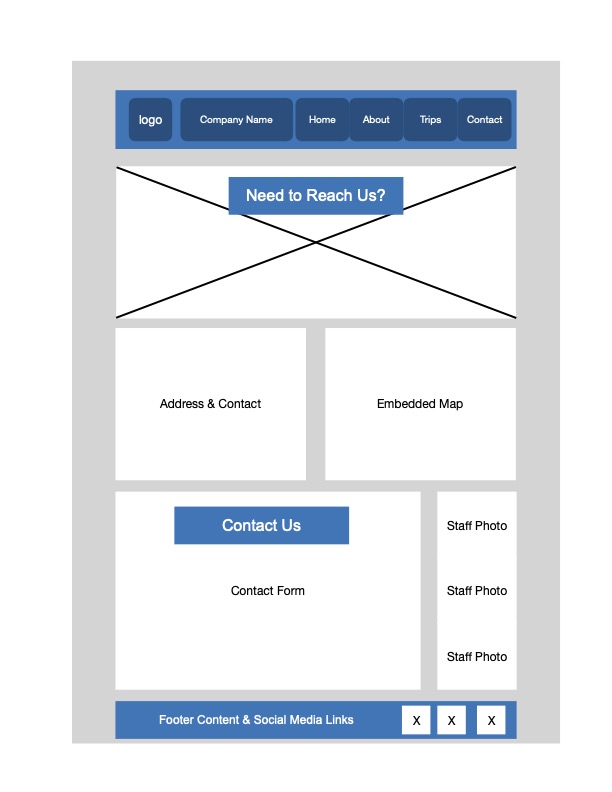 logo
Company Name
Home
About
Trips
Contact
Need to Reach Us?
Address & Contact
Embedded Map
Contact Us
Contact Form
Staff Photo
Staff Photo
Staff Photo
Footer Content & Social Media Links
X
X
X